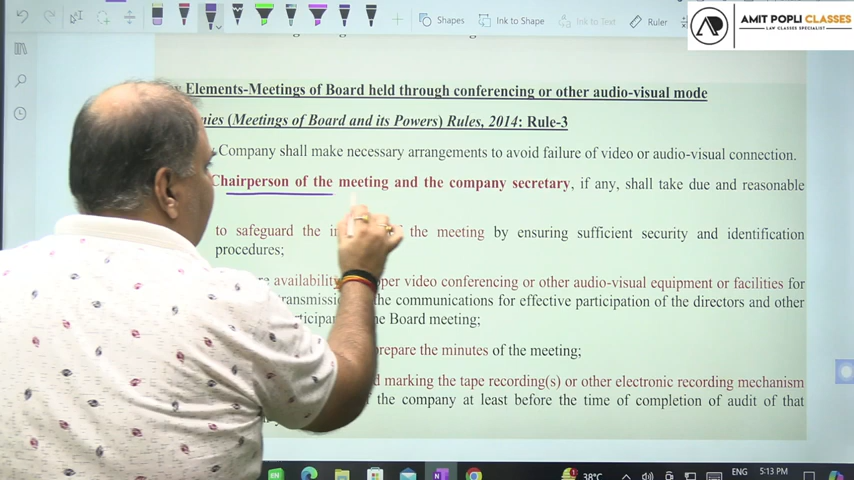 Shapes
Ink to Shape
Ink to Text
Ruler
AMIT POPLI CLASSES
LAW CLASSES SPECIALIST
Elements-Meetings of Board held through conferencing or other audio-visual mode
(Meetings of Board and its Powers) Rules, 2014: Rule-3
Company shall make necessary arrangements to avoid failure of video or audio-visual connection.
Chairperson of the meeting and the company secretary, if any, shall take due and reasonable
to safeguard the the meeting by ensuring sufficient security and identification
procedures;
availability video conferencing or other audio-visual equipment or facilities for
the communications for effective participation of the directors and other
Board meeting;
prepare the minutes of the meeting;
marking the tape recording(s) or other electronic recording mechanism
the company at least before the time of completion of audit of that
38°C
ENG
5:13 PM